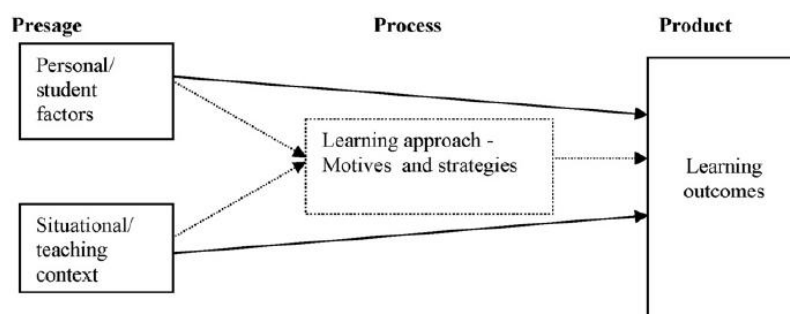 Presage
Process
Product
Personal/
student
factors
Learning approach -
Motives and strategies
Learning
outcomes
Situational/
teaching
context